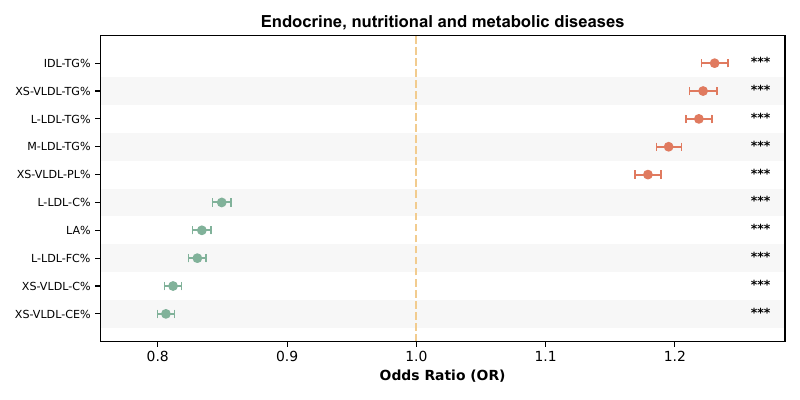 Endocrine, nutritional and metabolic diseases
IDL-TG% ***
XS-VLDL-TG% ***
L-LDL-TG% ***
M-LDL-TG% ***
XS-VLDL-PL% ***
L-LDL-C% ***
LA% ***
L-LDL-FC% ***
XS-VLDL-C% ***
XS-VLDL-CE% ***
0.8 0.9 1.0 1.1 1.2
Odds Ratio (OR)